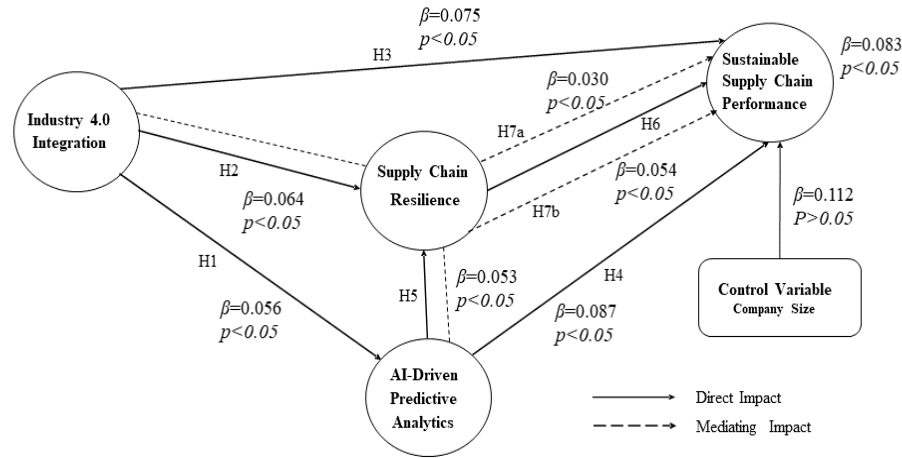 β=0.075
p<0.05
H3
Sustainable
Supply Chain
Performance
β=0.083
p<0.05
Industry 4.0
Integration
β=0.030
p<0.05
H7a
H6
H2
Supply Chain
Resilience
β=0.064
p<0.05
β=0.054
p<0.05
H7b
β=0.112
P>0.05
H1
H5
β=0.053
p<0.05
H4
Control Variable
Company Size
β=0.056
p<0.05
β=0.087
p<0.05
AI-Driven
Predictive
Analytics
Direct Impact
Mediating Impact